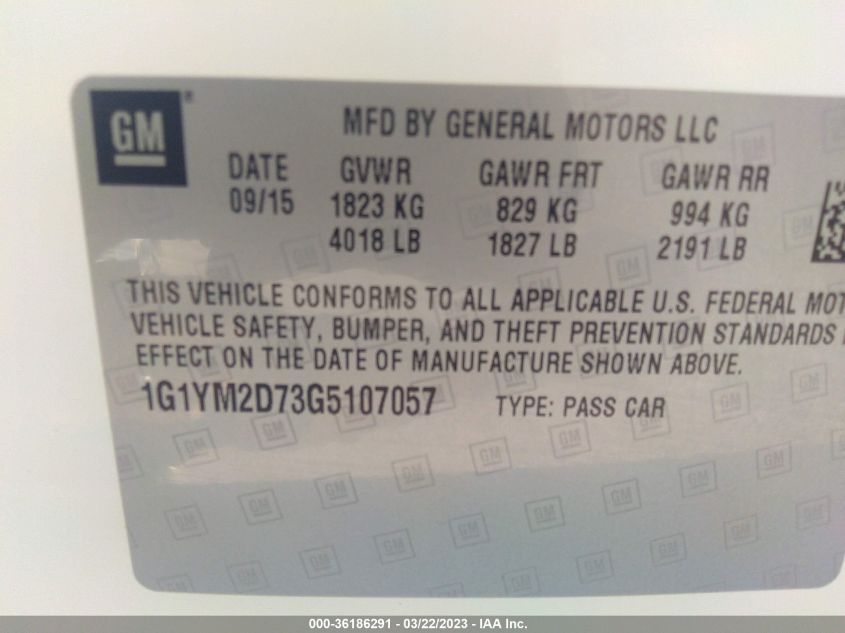 GM
MFD BY GENERAL MOTORS LLC
DATE GVWR GAWR FRT GAWR RR
09/15 1823 KG 829 KG 994 KG
4018 LB 1827 LB 2191 LB
THIS VEHICLE CONFORMS TO ALL APPLICABLE U.S. FEDERAL MOT
VEHICLE SAFETY, BUMPER, AND THEFT PREVENTION STANDARDS
EFFECT ON THE DATE OF MANUFACTURE SHOWN ABOVE.
1G1YM2D73G5107057 TYPE: PASS CAR
000-36186291 - 03/22/2023 - IAA Inc.